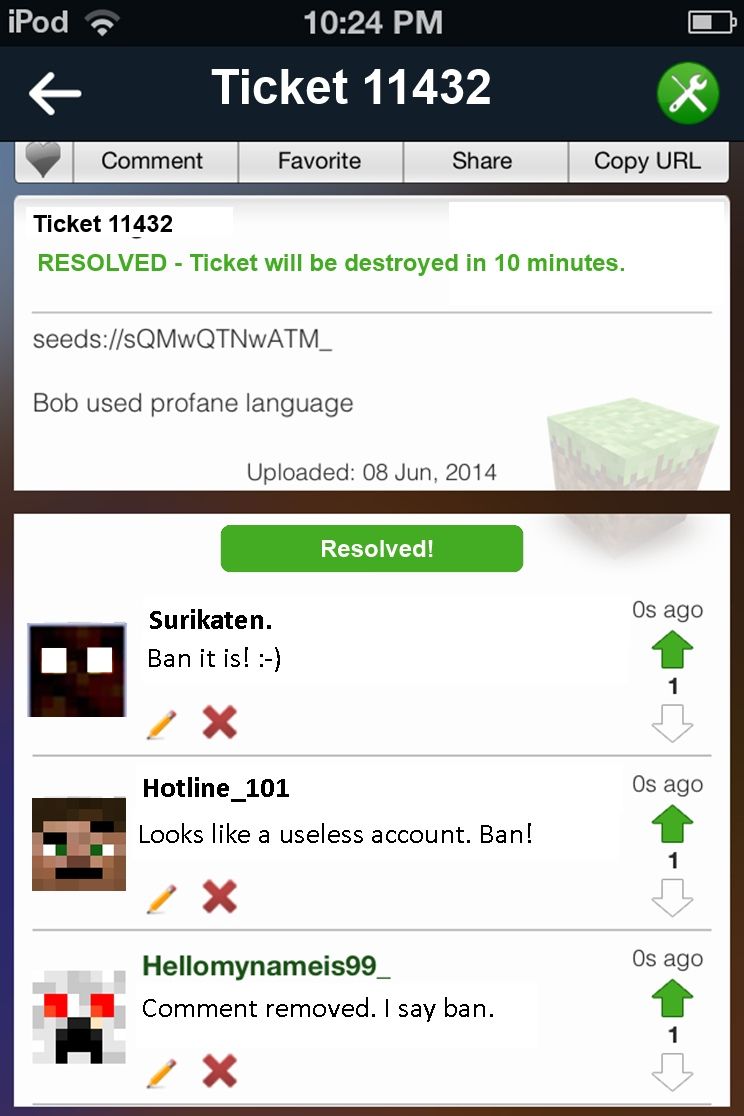 iPod 10:24 PM
Ticket 11432
Comment Favorite Share Copy URL
Ticket 11432
RESOLVED - Ticket will be destroyed in 10 minutes.
seeds://sQMwQTNwATM_
Bob used profane language
Uploaded: 08 Jun, 2014
Resolved!
Surikaten. 0s ago
Ban it is! :-)
1
Hotline_101 0s ago
Looks like a useless account. Ban!
1
Hellomynameis99_ 0s ago
Comment removed. I say ban.
1